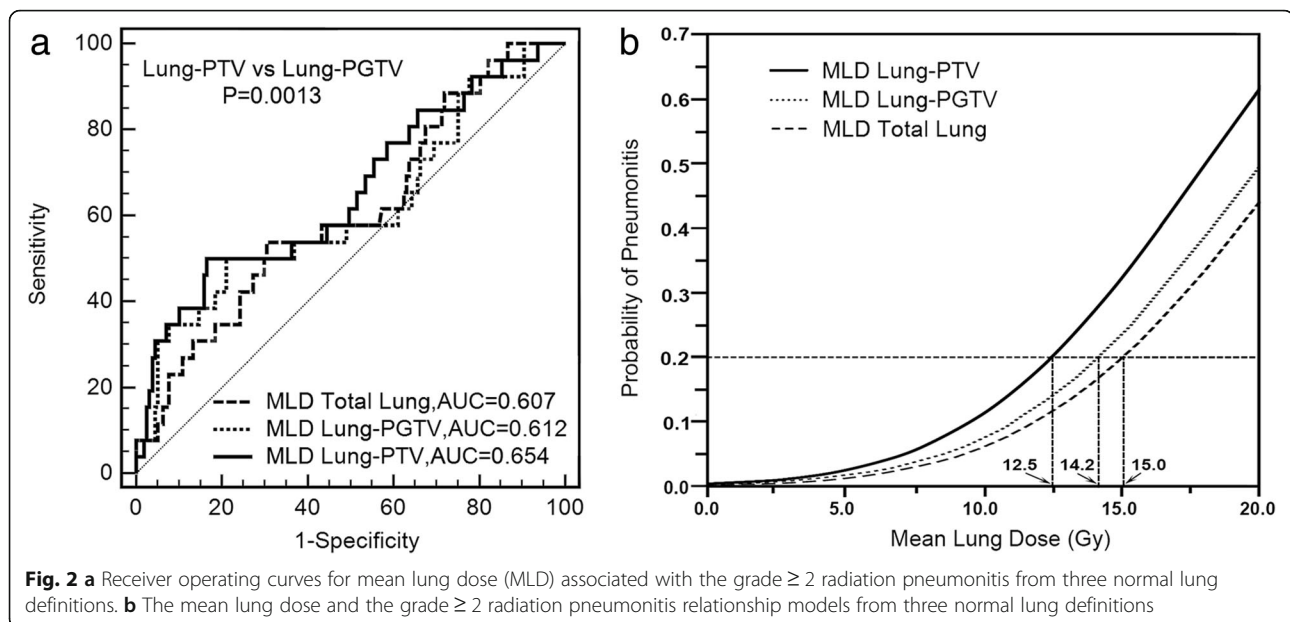 a
Lung-PTV vs Lung-PGTV
P=0.0013
Sensitivity
100
80
60
40
20
0
MLD Total Lung,AUC=0.607
MLD Lung-PGTV,AUC=0.612
MLD Lung-PTV,AUC=0.654
0 20 40 60 80 100
1-Specificity
b
Probability of Pneumonitis
0.7
0.6
0.5
0.4
0.3
0.2
0.1
0.0
MLD Lung-PTV
MLD Lung-PGTV
MLD Total Lung
12.5 14.2 15.0
0.0 5.0 10.0 15.0 20.0
Mean Lung Dose (Gy)
Fig. 2 a Receiver operating curves for mean lung dose (MLD) associated with the grade ≥ 2 radiation pneumonitis from three normal lung
definitions. b The mean lung dose and the grade ≥ 2 radiation pneumonitis relationship models from three normal lung definitions